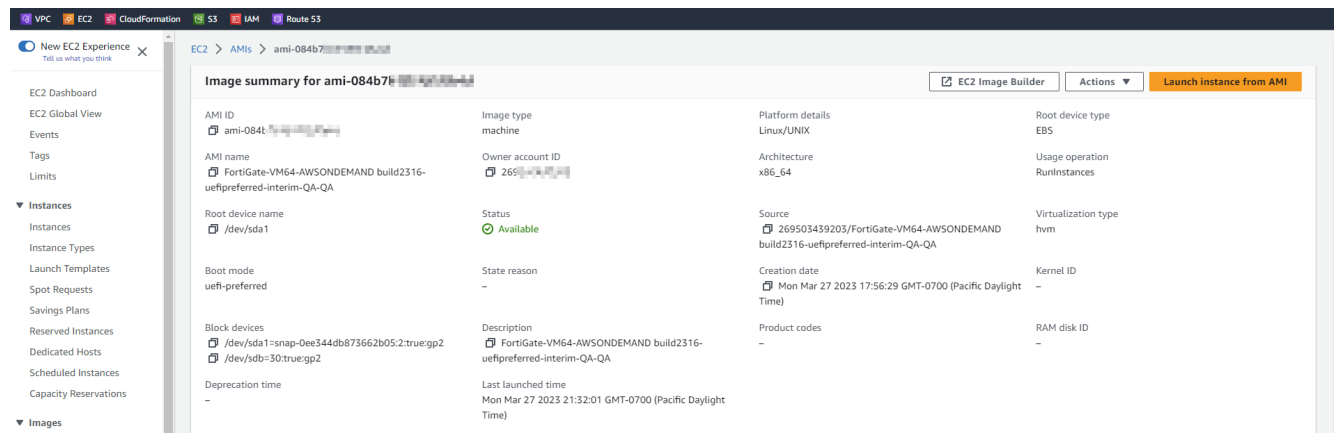 VPC EC2 CloudFormation S3 IAM Route 53
New EC2 Experience
Tell us what you think
EC2 Dashboard
EC2 Global View
Events
Tags
Limits
Instances
Instances
Instance Types
Launch Templates
Spot Requests
Savings Plans
Reserved Instances
Dedicated Hosts
Scheduled Instances
Capacity Reservations
Images
EC2 > AMIs > ami-084b7
Image summary for ami-084b7
EC2 Image Builder Actions Launch instance from AMI
AMI ID
ami-084
Image type
machine
Platform details
Linux/UNIX
Root device type
EBS
AMI name
FortiGate-VM64-AWSONDEMAND build2316-
uefipreferred-interim-QA-QA
Owner account ID
269
Architecture
x86_64
Usage operation
RunInstances
Root device name
/dev/sda1
Status
Available
Source
269503439203/FortiGate-VM64-AWSONDEMAND
build2316-uefipreferred-interim-QA-QA
Virtualization type
hvm
Boot mode
uefi-preferred
State reason
–
Creation date
Mon Mar 27 2023 17:56:29 GMT-0700 (Pacific Daylight
Time)
Kernel ID
–
Block devices
/dev/sda1=snap-0ee344db873662b05:2:true:gp2
/dev/sdb=30:true:gp2
Description
FortiGate-VM64-AWSONDEMAND build2316-
uefipreferred-interim-QA-QA
Product codes
–
RAM disk ID
–
Deprecation time
–
Last launched time
Mon Mar 27 2023 21:32:01 GMT-0700 (Pacific Daylight
Time)